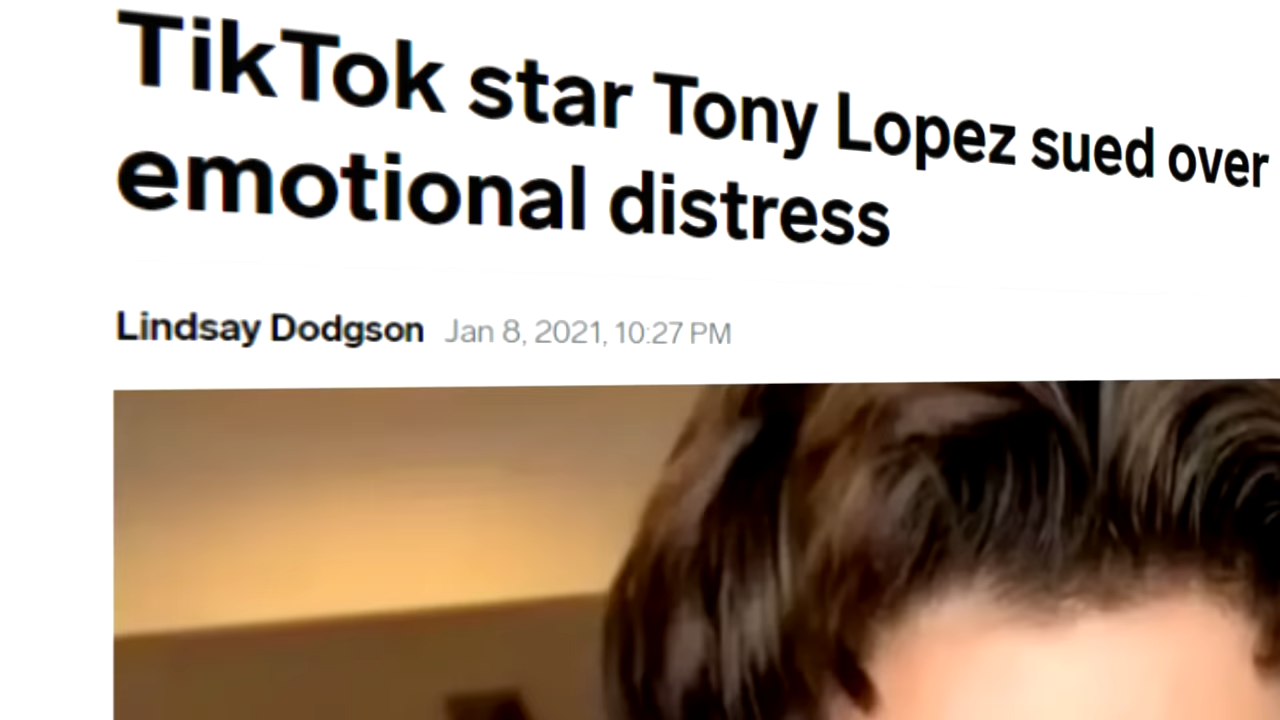 TikTok star Tony Lopez sued over
emotional distress
Lindsay Dodgson Jan 8, 2021, 10:27 PM